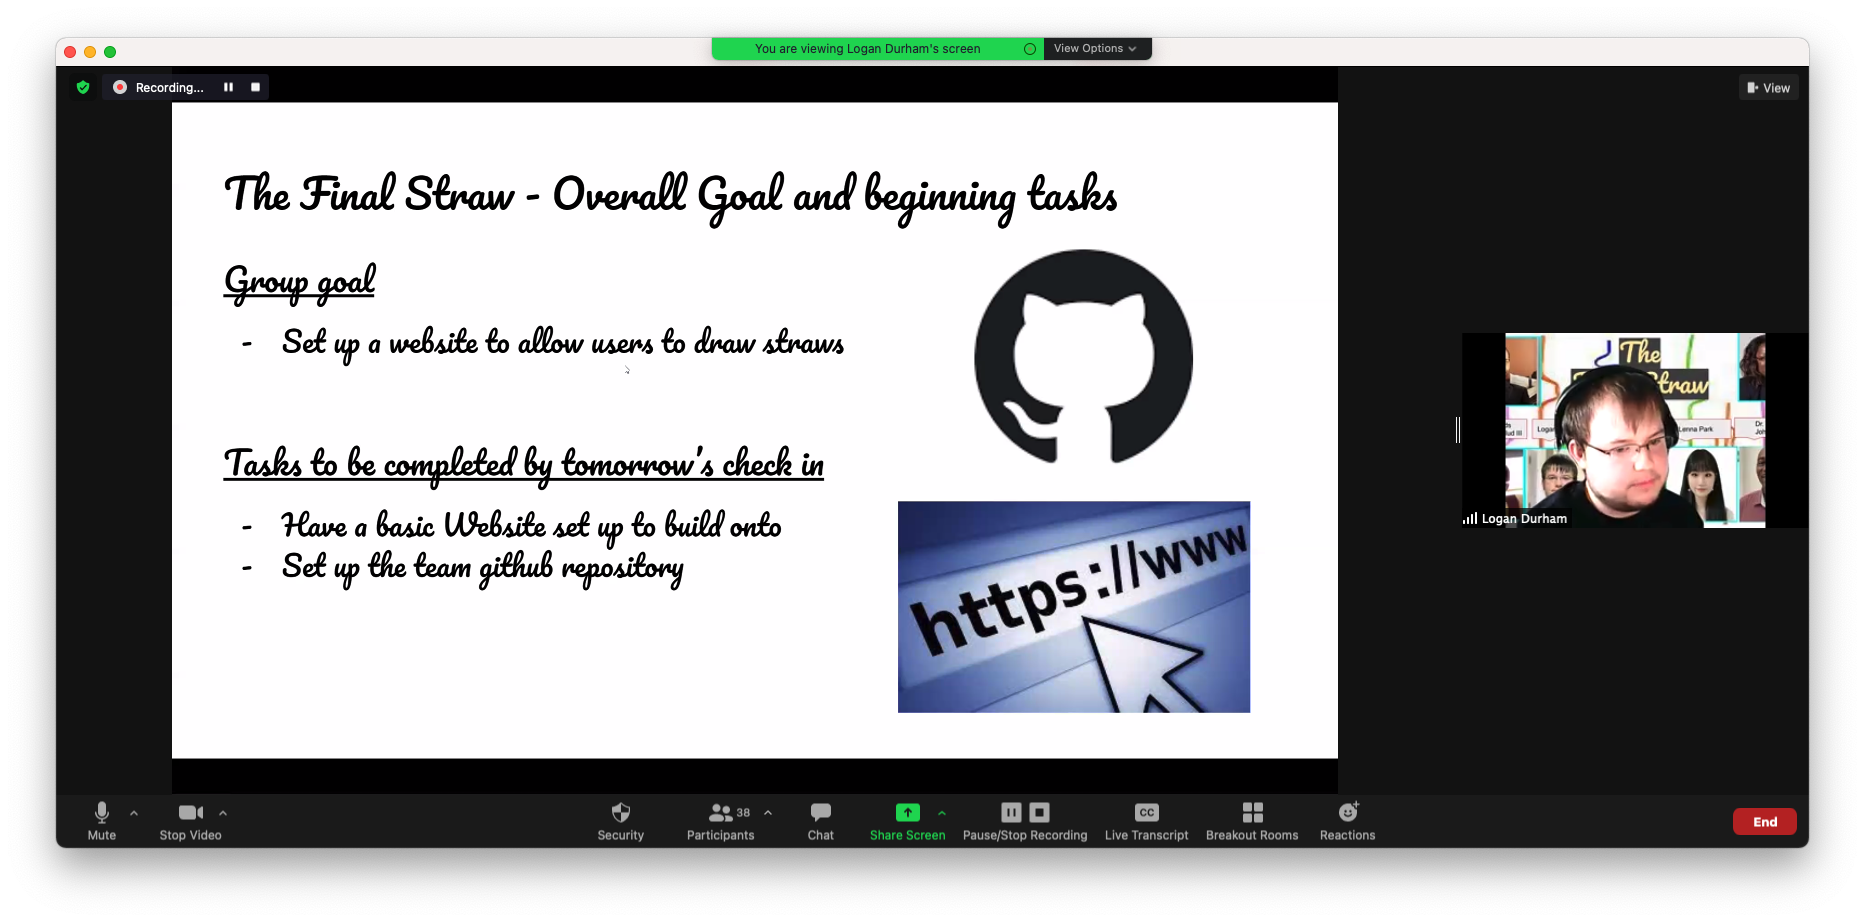 You are viewing Logan Durham's screen
View Options
Recording...
View
The Final Straw - Overall Goal and beginning tasks
Group goal
- Set up a website to allow users to draw straws
Tasks to be completed by tomorrow's check in
- Have a basic Website set up to build onto
- Set up the team github repository
https://www
The
Straw
Lenna Park
Dr.
Logan Durham
Mute
Stop Video
Security
Participants
38
Chat
Share Screen
Pause/Stop Recording
CC
Live Transcript
Breakout Rooms
Reactions
End